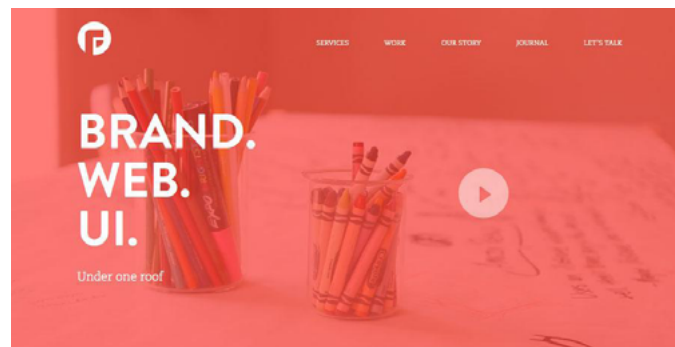 SERVICES
WORK
OUR STORY
JOURNAL
LET'S TALK
BRAND.
WEB.
UI.
Under one roof